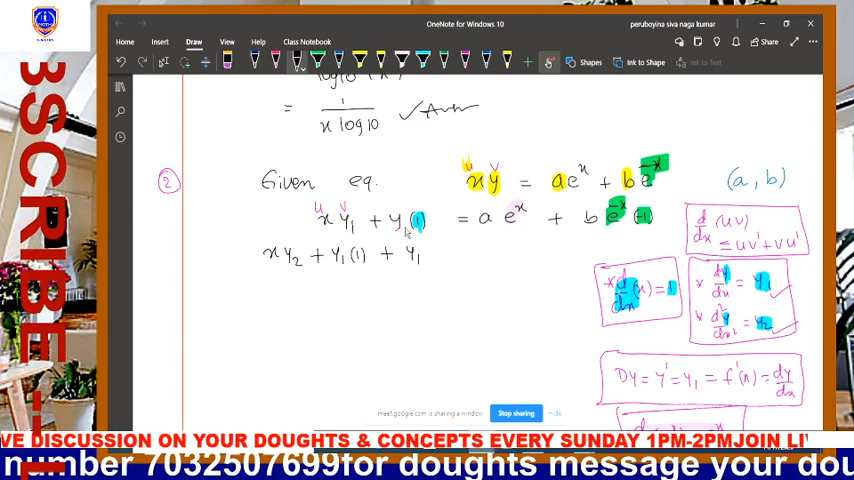 OneNote for Windows 10
peruboyina siva naga kumar
Home Insert Draw View Help Class Notebook
Share
Shapes Ink to Shape Ink to Text
= 1 / x log10 ✓ Ans
2
Given eq. xy = ae^x + be^-x (a, b)
u v
u v
x y₁ + y (1) = a e^x + b e^-x (-1)
x y₂ + y₁ (1) + y₁
d/dx (uv)
≤ uv' + vu'
* d/dx (x) = 1
* dy/dx = y₁
* d²y/dx² = y₂
DY = y' = y₁ = f'(x) = dy/dx
meet.google.com is sharing a window. Stop sharing Hide
BSCRIBE
VE DISCUSSION ON YOUR DOUGHTS & CONCEPTS EVERY SUNDAY 1PM-2PMJOIN LI
number 7032507699for doughts message your dou